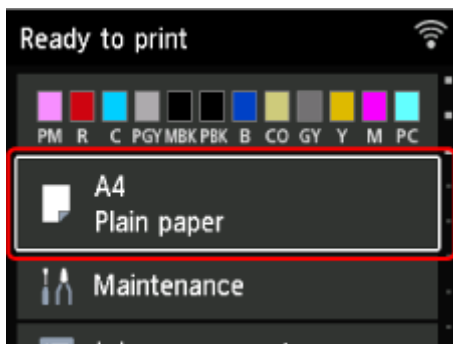 Ready to print
PM R C PGY MBK PBK B CO GY Y M PC
A4
Plain paper
Maintenance